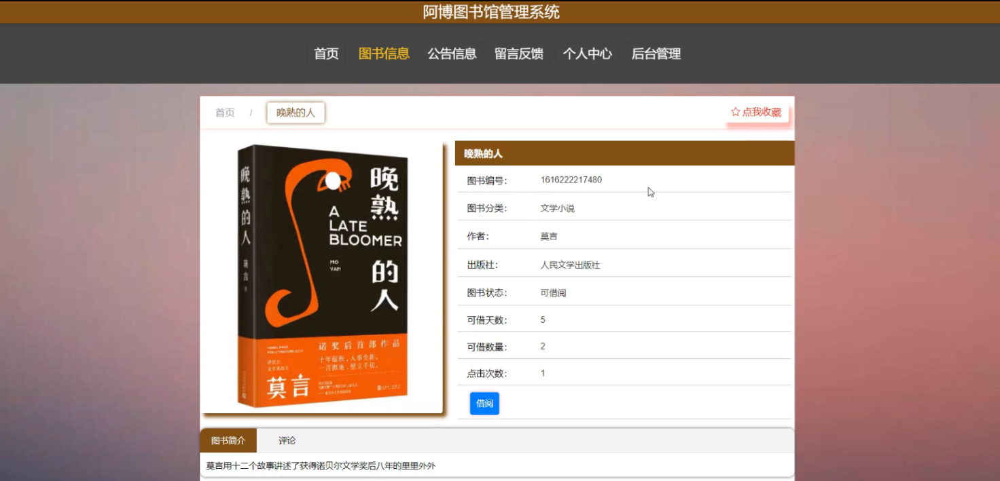 阿博图书馆管理系统
首页 图书信息 公告信息 留言反馈 个人中心 后台管理
首页 / 晚熟的人
点我收藏
晚熟的人
莫言
晚熟的人
A
LATE
BLOOMER
MO
YAN
诺奖后首部作品
十年蕴积，人事全新。
一言掷地，壁立千仞。
莫言
晚熟的人
图书编号： 1616222217480
图书分类： 文学小说
作者： 莫言
出版社： 人民文学出版社
图书状态： 可借阅
可借天数： 5
可借数量： 2
点击次数： 1
借阅
图书简介 评论
莫言用十二个故事讲述了获得诺贝尔文学奖后八年的里里外外